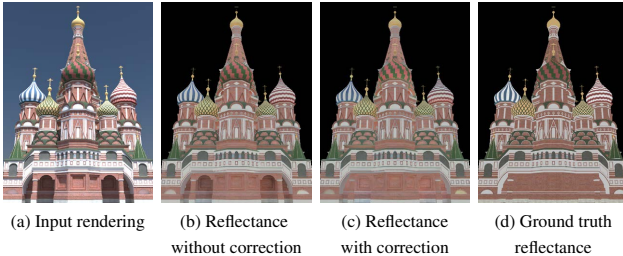 (a) Input rendering
(b) Reflectance
without correction
(c) Reflectance
with correction
(d) Ground truth
reflectance